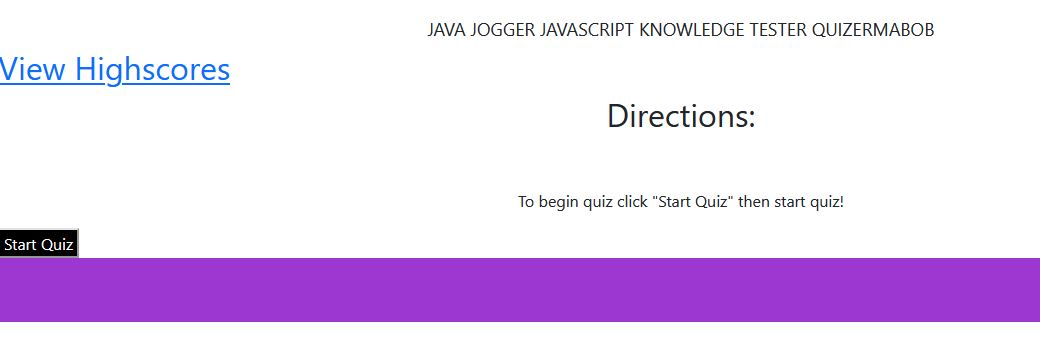 JAVA JOGGER JAVASCRIPT KNOWLEDGE TESTER QUIZERMABOB
View Highscores
Directions:
To begin quiz click "Start Quiz" then start quiz!
Start Quiz